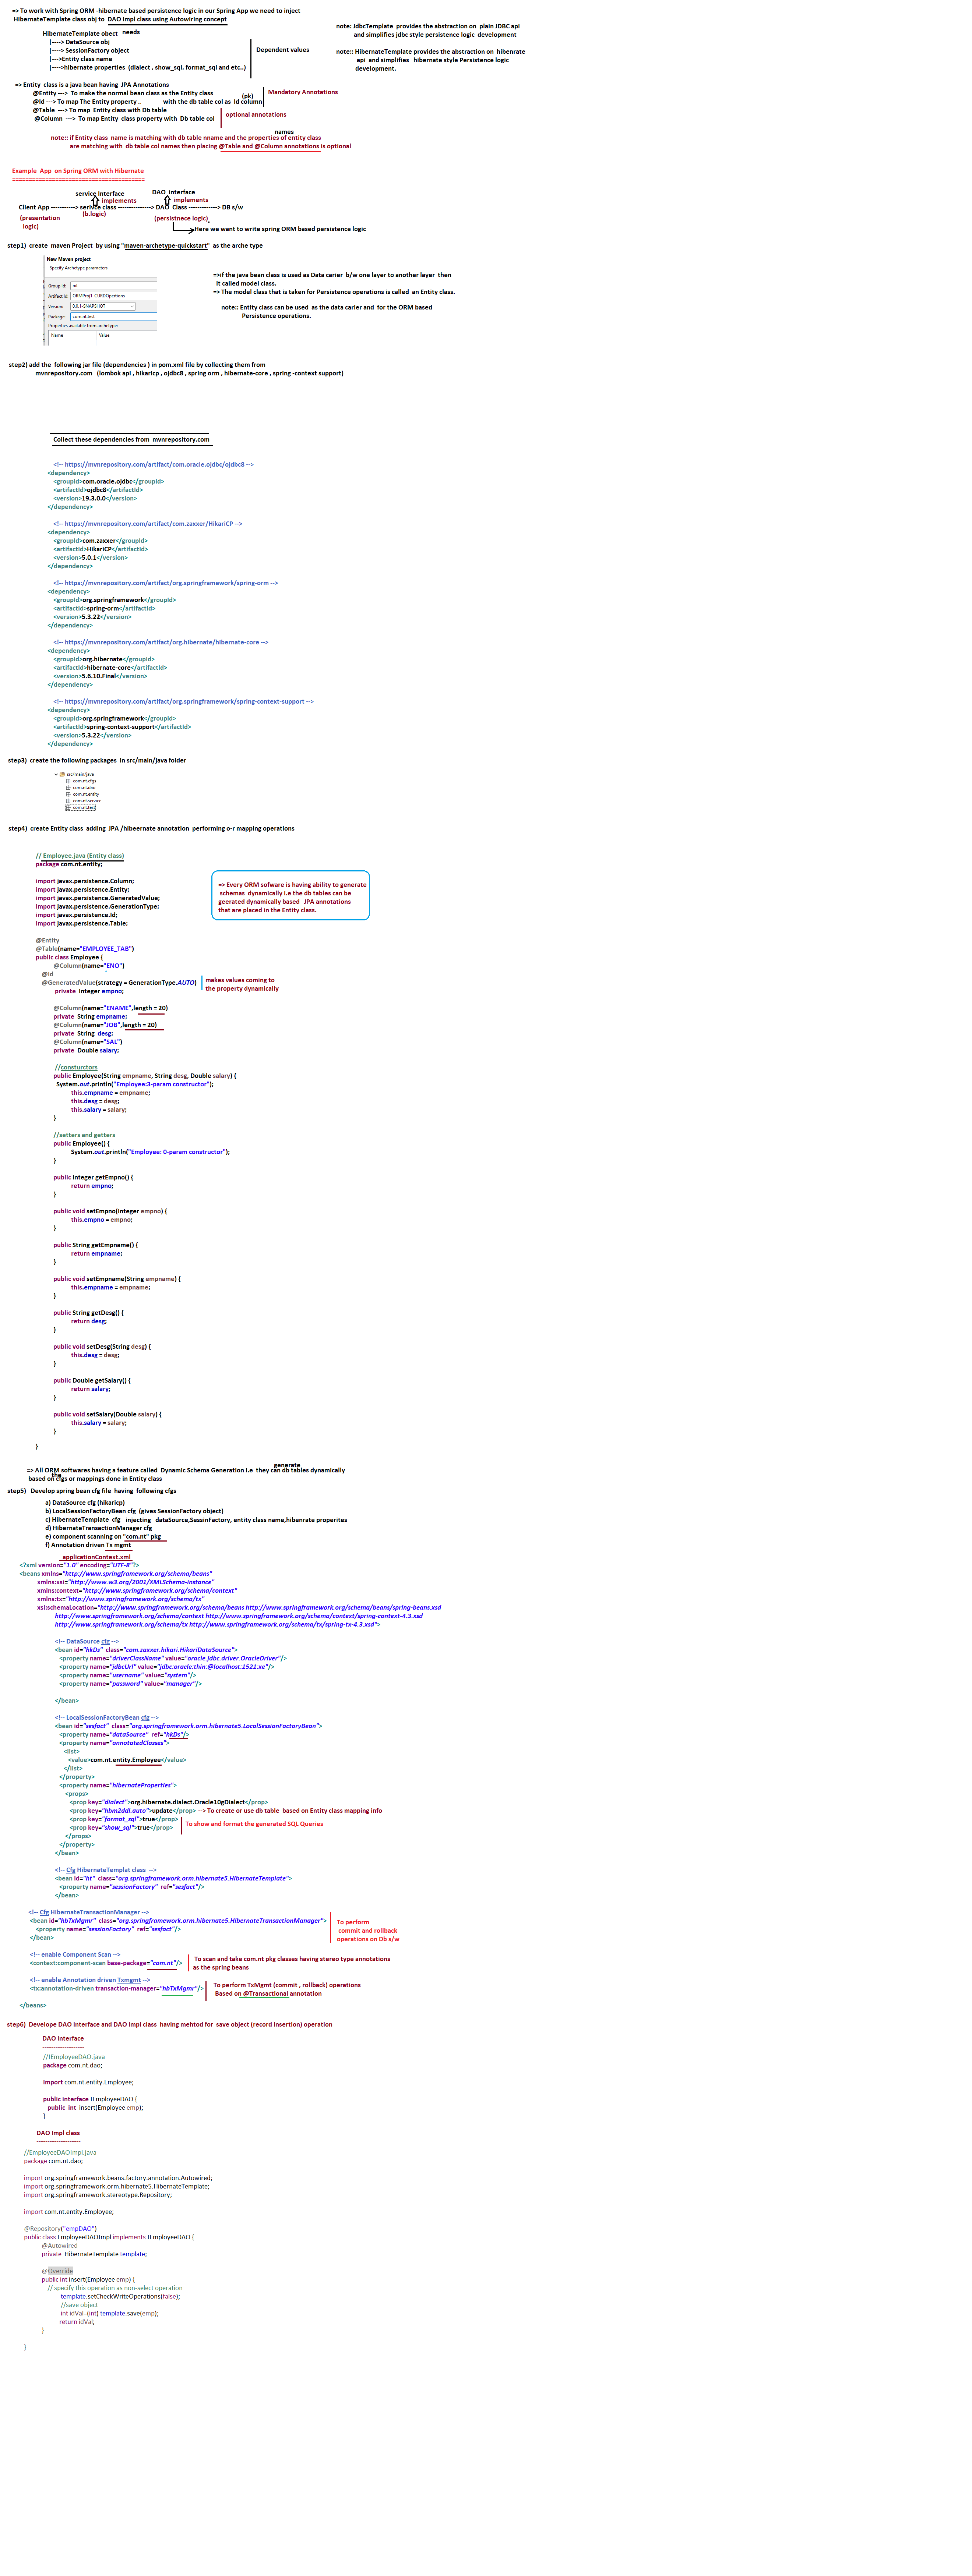 => To work with Spring ORM -hibernate based persistence logic in our Spring App we need to inject
HibernateTemplate class obj to DAO Impl class using Autowiring concept
note: JdbcTemplate provides the abstraction on plain JDBC api
and simplifies jdbc style persistence logic development
HibernateTemplate obect needs
|----> DataSource obj
|----> SessionFactory object
|-->Entity class name
|---->hibernate properties (dialect , show_sql, format_sql and etc..)
Dependent values
note:: HibernateTemplate provides the abstraction on hibenrate
api and simplifies hibernate style Persistence logic
development.
=> Entity class is a java bean having JPA Annotations
@Entity ---> To make the normal bean class as the Entity class
(pk)
@Id ---> To map The Entity property . with the db table col as Id column
Mandatory Annotations
@Table ---> To map Entity class with Db table
@Column ---> To map Entity class property with Db table col
optional annotations
names
note:: if Entity class name is matching with db table nname and the properties of entity class
are matching with db table col names then placing @Table and @Column annotations is optional
Example App on Spring ORM with Hibernate
========================================
service Interface
DAO interface
implements
implements
Client App -----------> serivce class ---------------> DAO Class -------------> DB s/w
(presentation
logic)
(b.logic)
(persistnece logic)
Here we want to write spring ORM based persistence logic
step1) create maven Project by using "maven-archetype-quickstart" as the arche type
New Maven project
Specify Archetype parameters
Group Id: nit
Artifact Id: ORMProj1-CURDOpertions
Version: 0.0.1-SNAPSHOT
Package: com.nt.test
Properties available from archetype:
Name Value
=>if the java bean class is used as Data carier b/w one layer to another layer then
it called model class.
=> The model class that is taken for Persistence operations is called an Entity class.
note:: Entity class can be used as the data carier and for the ORM based
Persistence operations.
step2) add the following jar file (dependencies ) in pom.xml file by collecting them from
mvnrepository.com (lombok api , hikaricp , ojdbc8 , spring orm , hibernate-core , spring -context support)
Collect these dependencies from mvnrepository.com
<!-- https://mvnrepository.com/artifact/com.oracle.ojdbc/ojdbc8 -->
<dependency>
<groupId>com.oracle.ojdbc</groupId>
<artifactId>ojdbc8</artifactId>
<version>19.3.0.0</version>
</dependency>
<!-- https://mvnrepository.com/artifact/com.zaxxer/HikariCP -->
<dependency>
<groupId>com.zaxxer</groupId>
<artifactId>HikariCP</artifactId>
<version>5.0.1</version>
</dependency>
<!-- https://mvnrepository.com/artifact/org.springframework/spring-orm -->
<dependency>
<groupId>org.springframework</groupId>
<artifactId>spring-orm</artifactId>
<version>5.3.22</version>
</dependency>
<!-- https://mvnrepository.com/artifact/org.hibernate/hibernate-core -->
<dependency>
<groupId>org.hibernate</groupId>
<artifactId>hibernate-core</artifactId>
<version>5.6.10.Final</version>
</dependency>
<!-- https://mvnrepository.com/artifact/org.springframework/spring-context-support -->
<dependency>
<groupId>org.springframework</groupId>
<artifactId>spring-context-support</artifactId>
<version>5.3.22</version>
</dependency>
step3) create the following packages in src/main/java folder
src/main/java
com.nt.cfgs
com.nt.dao
com.nt.entity
com.nt.service
com.nt.test
step4) create Entity class adding JPA /hibeernate annotation performing o-r mapping operations
// Employee.java (Entity class)
package com.nt.entity;
import javax.persistence.Column;
import javax.persistence.Entity;
import javax.persistence.GeneratedValue;
import javax.persistence.GenerationType;
import javax.persistence.Id;
import javax.persistence.Table;
=> Every ORM sofware is having ability to generate
schemas dynamically i.e the db tables can be
geerated dynamically based JPA annotations
that are placed in the Entity class.
@Entity
@Table(name="EMPLOYEE_TAB")
public class Employee {
@Column(name="ENO")
@Id
@GeneratedValue(strategy = GenerationType.AUTO)
private Integer empno;
makes values coming to
the property dynamically
@Column(name="ENAME",length = 20)
private String empname;
@Column(name="JOB",length = 20)
private String desg;
@Column(name="SAL")
private Double salary;
//consturctors
public Employee(String empname, String desg, Double salary) {
System.out.println("Employee:3-param constructor");
this.empname = empname;
this.desg = desg;
this.salary = salary;
}
//setters and getters
public Employee() {
System.out.println("Employee: 0-param constructor");
}
public Integer getEmpno() {
return empno;
}
public void setEmpno(Integer empno) {
this.empno = empno;
}
public String getEmpname() {
return empname;
}
public void setEmpname(String empname) {
this.empname = empname;
}
public String getDesg() {
return desg;
}
public void setDesg(String desg) {
this.desg = desg;
}
public Double getSalary() {
return salary;
}
public void setSalary(Double salary) {
this.salary = salary;
}
}
generate
=> All ORM softwares having a feature called Dynamic Schema Generation i.e they can db tables dynamically
the
based on cfgs or mappings done in Entity class
step5) Develop spring bean cfg file having following cfgs
a) DataSource cfg (hikaricp)
b) LocalSessionFactoryBean cfg (gives SessionFactory object)
c) HibernateTemplate cfg injecting dataSource,SessinFactory, entity class name,hibenrate properites
d) HibernateTransactionManager cfg
e) component scanning on "com.nt" pkg
f) Annotation driven Tx mgmt
applicationContext.xml
<?xml version="1.0" encoding="UTF-8"?>
<beans xmlns="http://www.springframework.org/schema/beans"
xmlns:xsi="http://www.w3.org/2001/XMLSchema-instance"
xmlns:context="http://www.springframework.org/schema/context"
xmlns:tx="http://www.springframework.org/schema/tx"
xsi:schemaLocation="http://www.springframework.org/schema/beans http://www.springframework.org/schema/beans/spring-beans.xsd
http://www.springframework.org/schema/context http://www.springframework.org/schema/context/spring-context-4.3.xsd
http://www.springframework.org/schema/tx http://www.springframework.org/schema/tx/spring-tx-4.3.xsd">
<!-- DataSource cfg -->
<bean id="hkDs" class="com.zaxxer.hikari.HikariDataSource">
<property name="driverClassName" value="oracle.jdbc.driver.OracleDriver"/>
<property name="jdbcUrl" value="jdbc:oracle:thin:@localhost:1521:xe"/>
<property name="username" value="system"/>
<property name="password" value="manager"/>
</bean>
<!-- LocalSessionFactoryBean cfg -->
<bean id="sesfact" class="org.springframework.orm.hibernate5.LocalSessionFactoryBean">
<property name="dataSource" ref="hkDs"/>
<property name="annotatedClasses">
<list>
<value>com.nt.entity.Employee</value>
</list>
</property>
<property name="hibernateProperties">
<props>
<prop key="dialect">org.hibernate.dialect.Oracle10gDialect</prop>
<prop key="hbm2ddl.auto">update</prop> --> To create or use db table based on Entity class mapping info
<prop key="format_sql">true</prop>
<prop key="show_sql">true</prop>
To show and format the generated SQL Queries
</props>
</property>
</bean>
<!-- Cfg HibernateTemplat class -->
<bean id="ht" class="org.springframework.orm.hibernate5.HibernateTemplate">
<property name="sessionFactory" ref="sesfact"/>
</bean>
<!-- Cfg HibernateTransactionManager -->
<bean id="hbTxMgmr" class="org.springframework.orm.hibernate5.HibernateTransactionManager">
<property name="sessionFactory" ref="sesfact"/>
</bean>
To perform
commit and rollback
operations on Db s/w
<!-- enable Component Scan -->
<context:component-scan base-package="com.nt"/>
To scan and take com.nt pkg classes having stereo type annotations
as the spring beans
<!-- enable Annotation driven Txmgmt -->
<tx:annotation-driven transaction-manager="hbTxMgmr"/>
To perform TxMgmt (commit , rollback) operations
Based on @Transactional annotation
</beans>
step6) Develope DAO Interface and DAO Impl class having mehtod for save object (record insertion) operation
DAO interface
-------------------
//IEmployeeDAO.java
package com.nt.dao;
import com.nt.entity.Employee;
public interface IEmployeeDAO {
public int insert(Employee emp);
}
DAO Impl class
--------------------
//EmployeeDAOImpl.java
package com.nt.dao;
import org.springframework.beans.factory.annotation.Autowired;
import org.springframework.orm.hibernate5.HibernateTemplate;
import org.springframework.stereotype.Repository;
import com.nt.entity.Employee;
@Repository("empDAO")
public class EmployeeDAOImpl implements IEmployeeDAO {
@Autowired
private HibernateTemplate template;
@Override
public int insert(Employee emp) {
// specify this operation as non-select operation
template.setCheckWriteOperations(false);
//save object
int idVal=(int) template.save(emp);
return idVal;
}
}